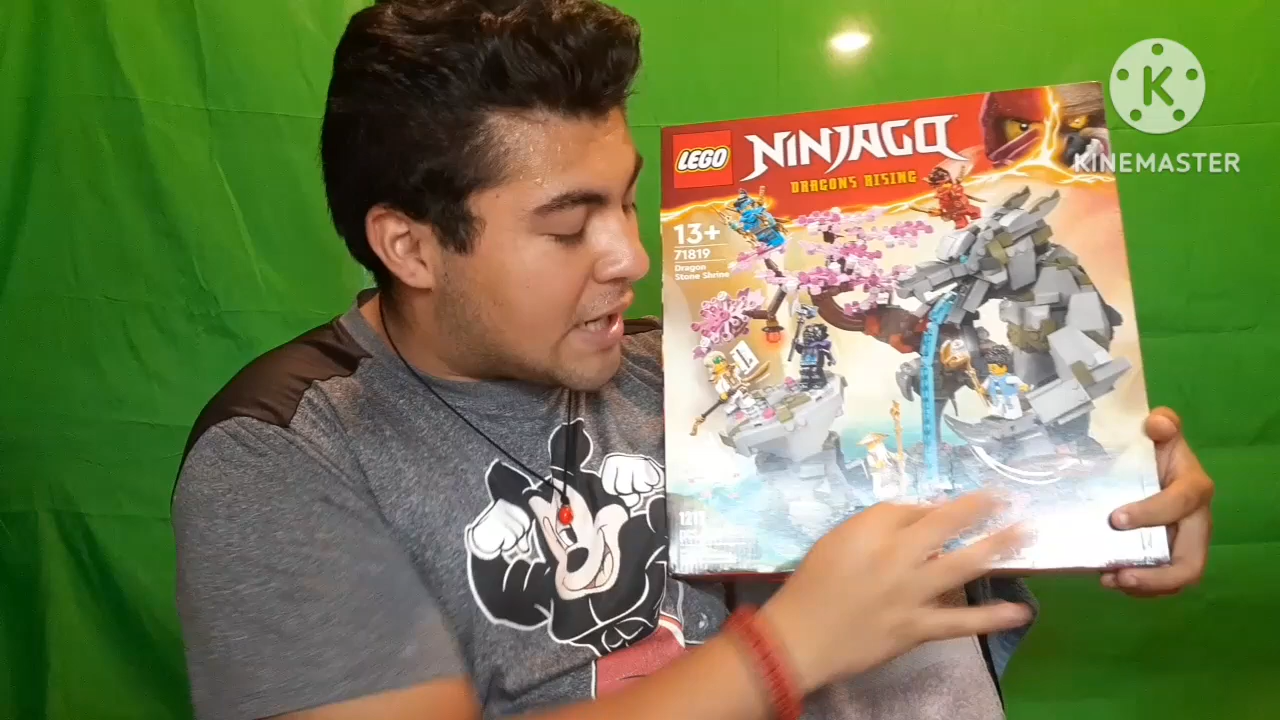 LEGO
NINJAGO
DRAGONS RISING
13+
71819
Dragon
Stone Shrine
K
KINEMASTER